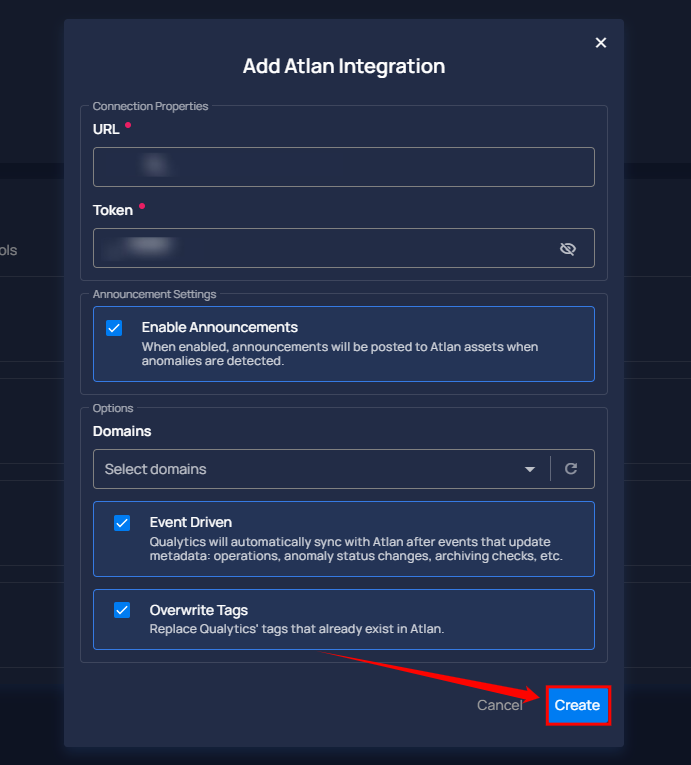 Add Atlan Integration
Connection Properties
URL
Token
ols
Announcement Settings
Enable Announcements
When enabled, announcements will be posted to Atlan assets when
anomalies are detected.
Options
Domains
Select domains
Event Driven
Qualytics will automatically sync with Atlan after events that update
metadata: operations, anomaly status changes, archiving checks, etc.
Overwrite Tags
Replace Qualytics' tags that already exist in Atlan.
Cancel
Create